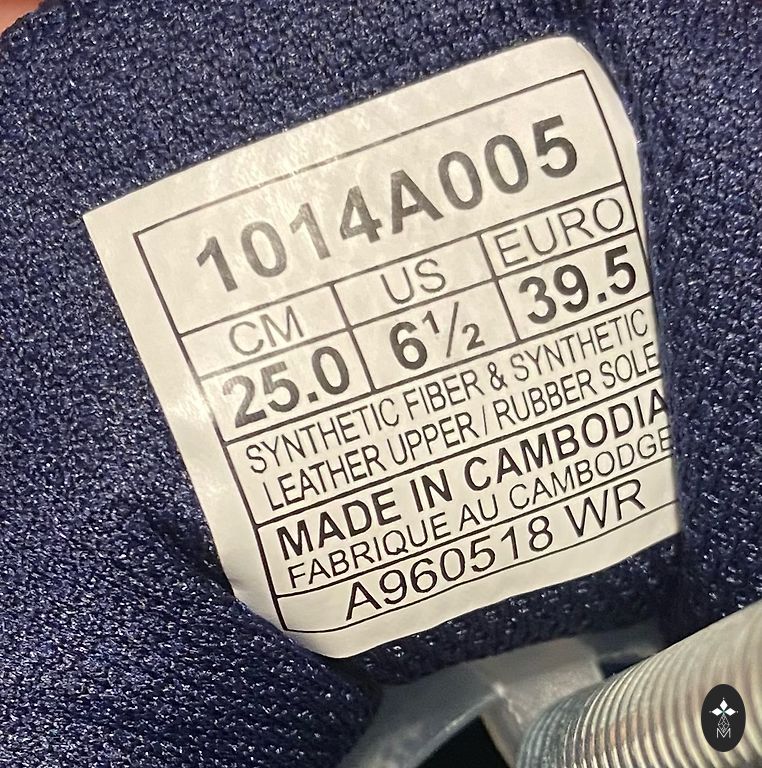 1014A005
CM US EURO
25.0 6½ 39.5
SYNTHETIC FIBER & SYNTHETIC
LEATHER UPPER / RUBBER SOLE
MADE IN CAMBODIA
FABRIQUE AU CAMBODGE
A960518 WR
M